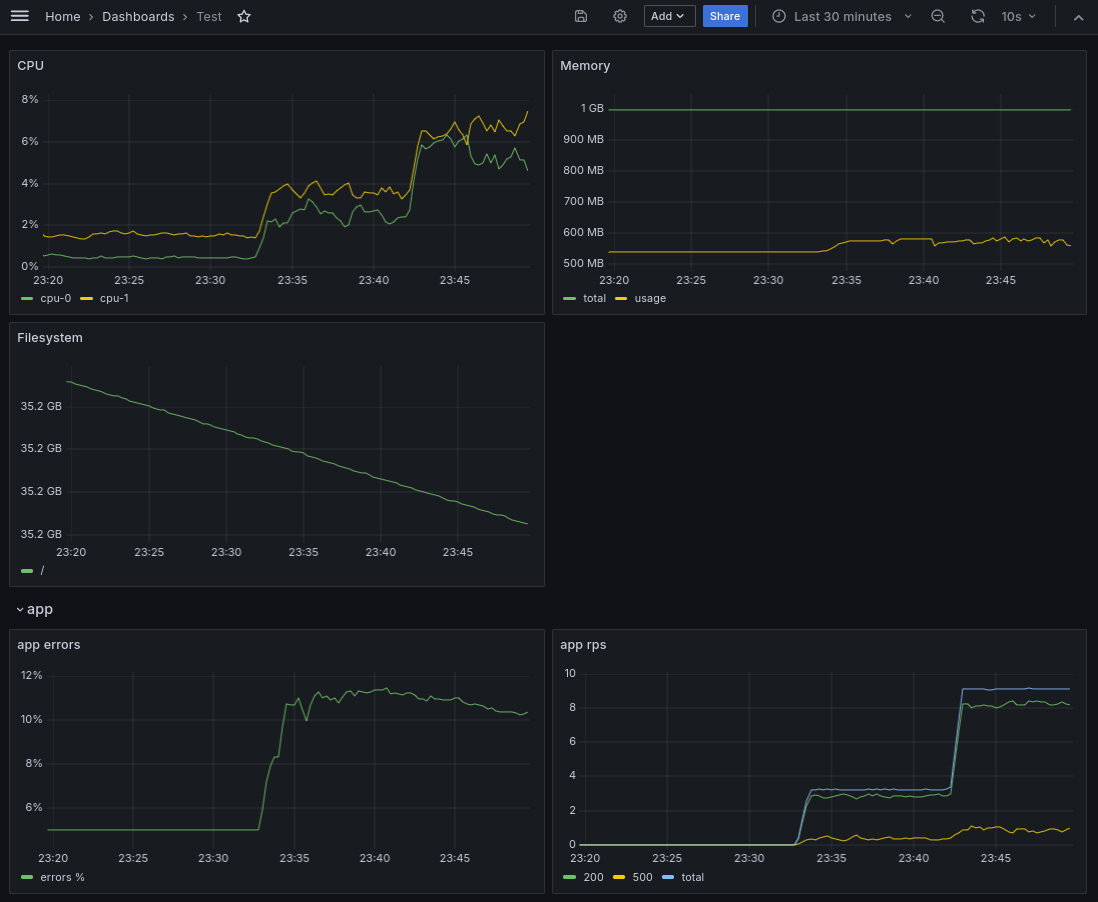 Home › Dashboards › Test Add Share Last 30 minutes 10s
CPU
8%
6%
4%
2%
0%
23:20 23:25 23:30 23:35 23:40 23:45
cpu-0 cpu-1
Memory
1 GB
900 MB
800 MB
700 MB
600 MB
500 MB
23:20 23:25 23:30 23:35 23:40 23:45
total usage
Filesystem
35.2 GB
35.2 GB
35.2 GB
35.2 GB
23:20 23:25 23:30 23:35 23:40 23:45
/
app
app errors
12%
10%
8%
6%
23:20 23:25 23:30 23:35 23:40 23:45
errors %
app rps
10
8
6
4
2
0
23:20 23:25 23:30 23:35 23:40 23:45
200 500 total